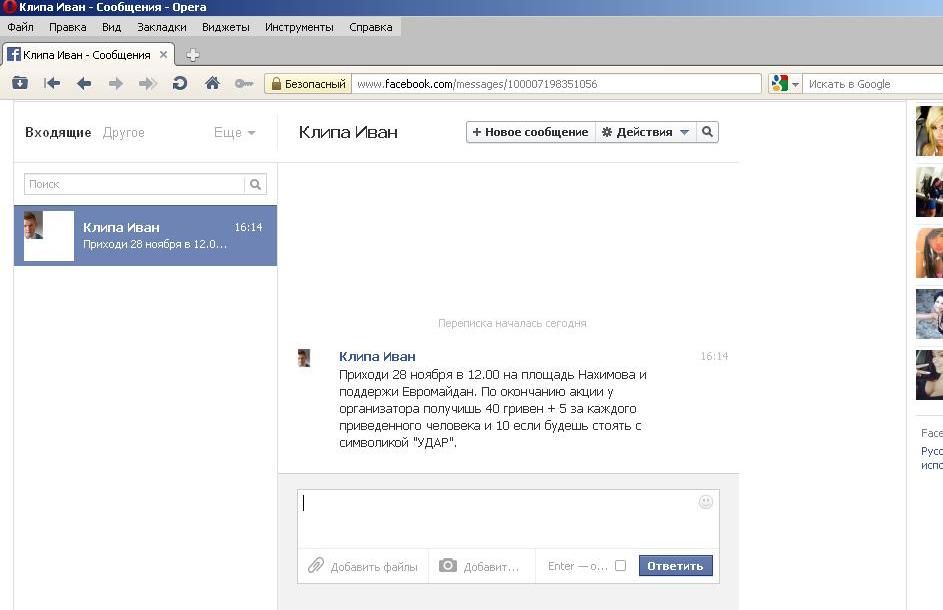 Клипа Иван - Сообщения - Opera
Файл Правка Вид Закладки Виджеты Инструменты Справка
Клипа Иван - Сообщения
Безопасный www.facebook.com/messages/100007198351056 Искать в Google
Входящие Другое Еще
Клипа Иван
+ Новое сообщение Действия
Поиск
Клипа Иван 16:14
Приходи 28 ноября в 12.0...
Переписка началась сегодня
Клипа Иван 16:14
Приходи 28 ноября в 12.00 на площадь Нахимова и
поддержи Евромайдан. По окончанию акции у
организатора получишь 40 гривен + 5 за каждого
приведенного человека и 10 если будешь стоять с
символикой "УДАР".
Добавить файлы Добавит... Enter — о... Ответить
Face
Русс
испо